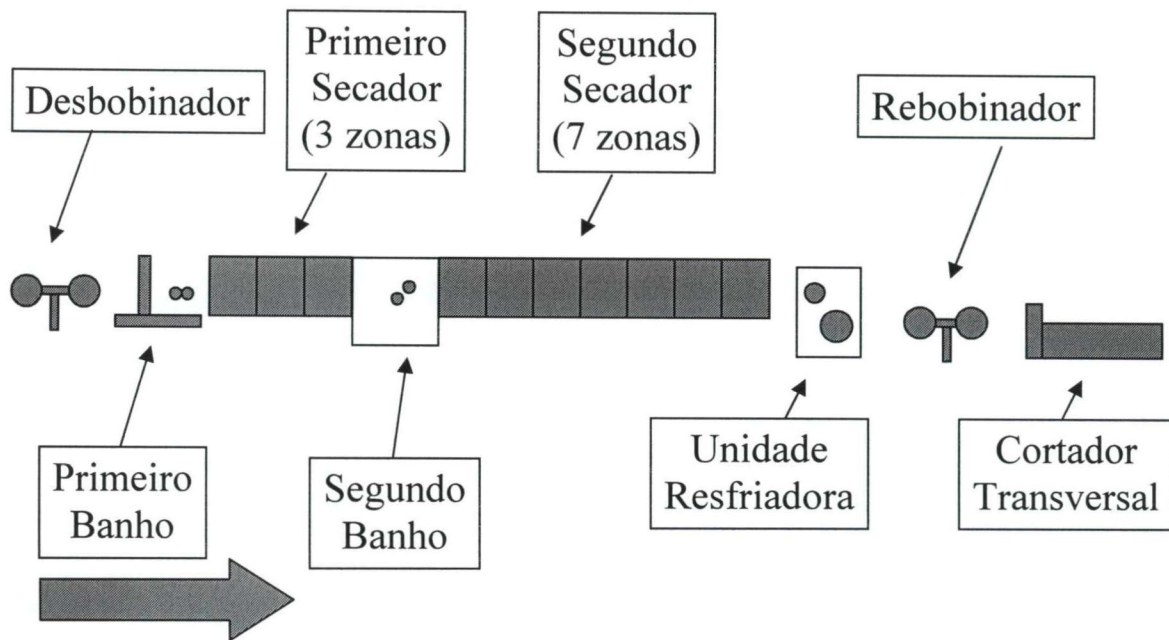 Desbobinador
Primeiro
Secador
(3 zonas)
Segundo
Secador
(7 zonas)
Rebobinador
Primeiro
Banho
Segundo
Banho
Unidade
Resfriadora
Cortador
Transversal